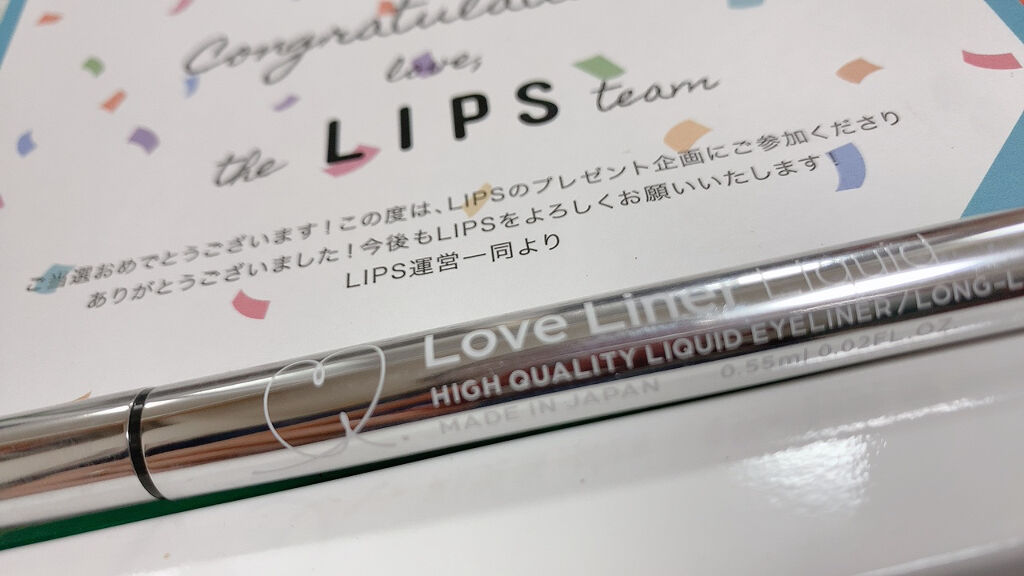 Congratulat
love,
the LIPS team
ご当選おめでとうございます！この度は、LIPSのプレゼント企画にご参加くださり
ありがとうございました！今後もLIPSをよろしくお願いいたします！
LIPS運営一同より
Love Liner Liquid
HIGH QUALITY LIQUID EYELINER/LONG-L
MADE IN JAPAN 0.55ml 0.02FL.OZ.